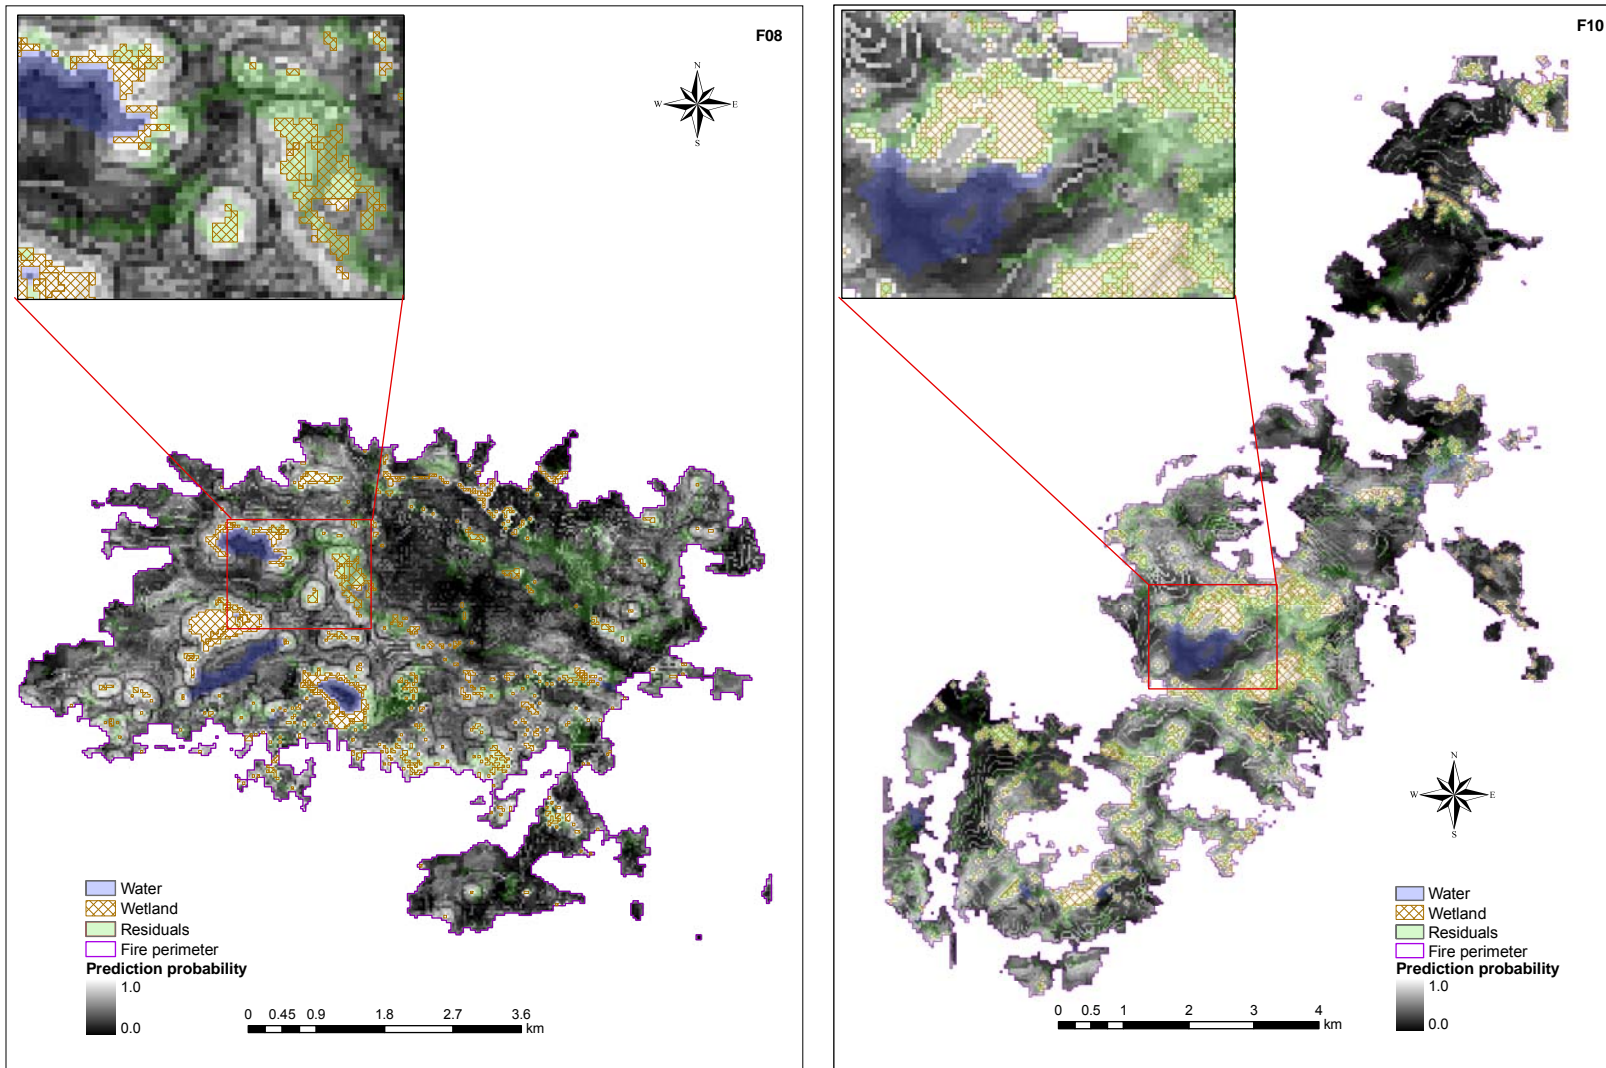 F08
N
W E
S
Water
Wetland
Residuals
Fire perimeter
Prediction probability
1.0
0.0
0 0.45 0.9 1.8 2.7 3.6
km
F10
N
W E
S
Water
Wetland
Residuals
Fire perimeter
Prediction probability
1.0
0.0
0 0.5 1 2 3 4
km